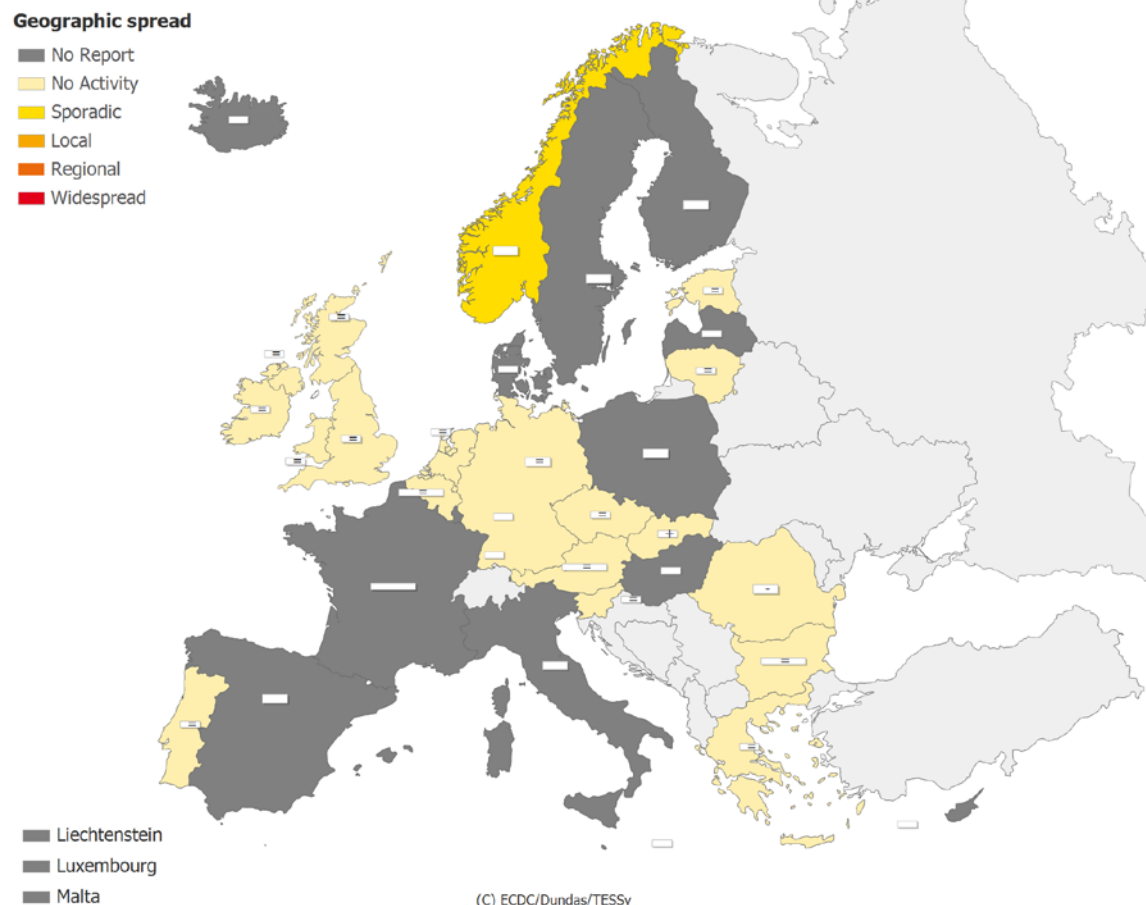 Geographic spread
No Report
No Activity
Sporadic
Local
Regional
Widespread
=
=
=
=
=
=
=
=
=
=
=
+
=
=
-
=
=
=
Liechtenstein
Luxembourg
Malta
(C) ECDC/Dundas/TESSy